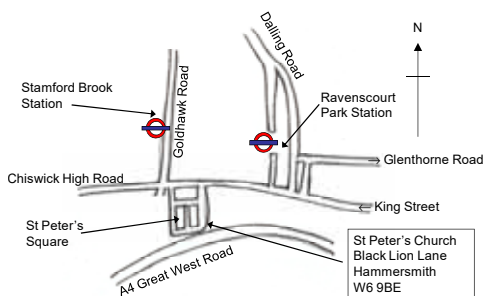 Dalling Road
N
Stamford Brook
Station
Goldhawk Road
Ravenscourt
Park Station
Glenthorne Road
Chiswick High Road
King Street
St Peter's
Square
A4 Great West Road
St Peter's Church
Black Lion Lane
Hammersmith
W6 9BE